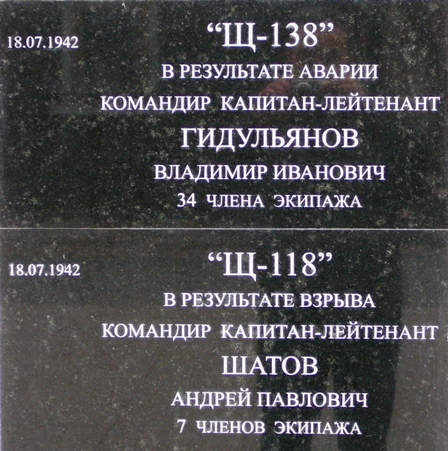 18.07.1942 "Щ-138"
В РЕЗУЛЬТАТЕ АВАРИИ
КОМАНДИР КАПИТАН-ЛЕЙТЕНАНТ
ГИДУЛЬЯНОВ
ВЛАДИМИР ИВАНОВИЧ
34 ЧЛЕНА ЭКИПАЖА
18.07.1942 "Щ-118"
В РЕЗУЛЬТАТЕ ВЗРЫВА
КОМАНДИР КАПИТАН-ЛЕЙТЕНАНТ
ШАТОВ
АНДРЕЙ ПАВЛОВИЧ
7 ЧЛЕНОВ ЭКИПАЖА